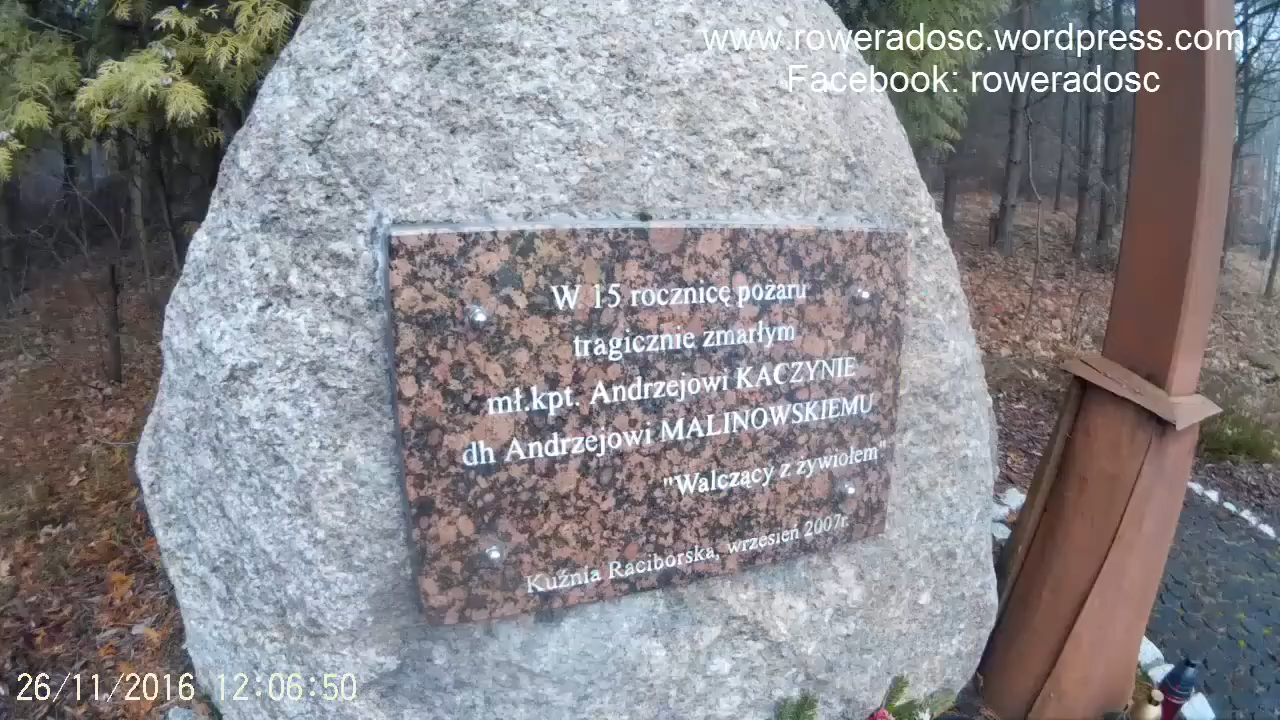 www.roweradosc.wordpress.com
Facebook: roweradosc
W 15 rocznicę pożaru
tragicznie zmarłym
mł.kpt. Andrzejowi KACZYNIE
dh Andrzejowi MALINOWSKIEMU
"Walczący z żywiołem"
Kuźnia Raciborska, wrzesień 2007r.
26/11/2016 12:06:50